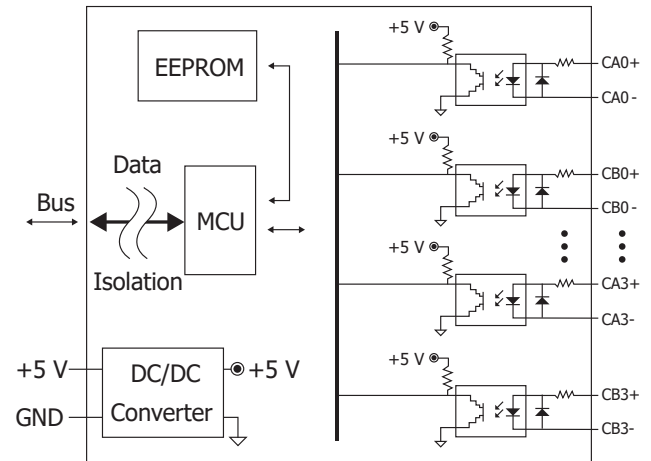 EEPROM
Data
Bus
MCU
Isolation
+5 V
DC/DC
Converter
+5 V
GND
+5 V
CA0+
CA0-
+5 V
CB0+
CB0-
+5 V
CA3+
CA3-
+5 V
CB3+
CB3-